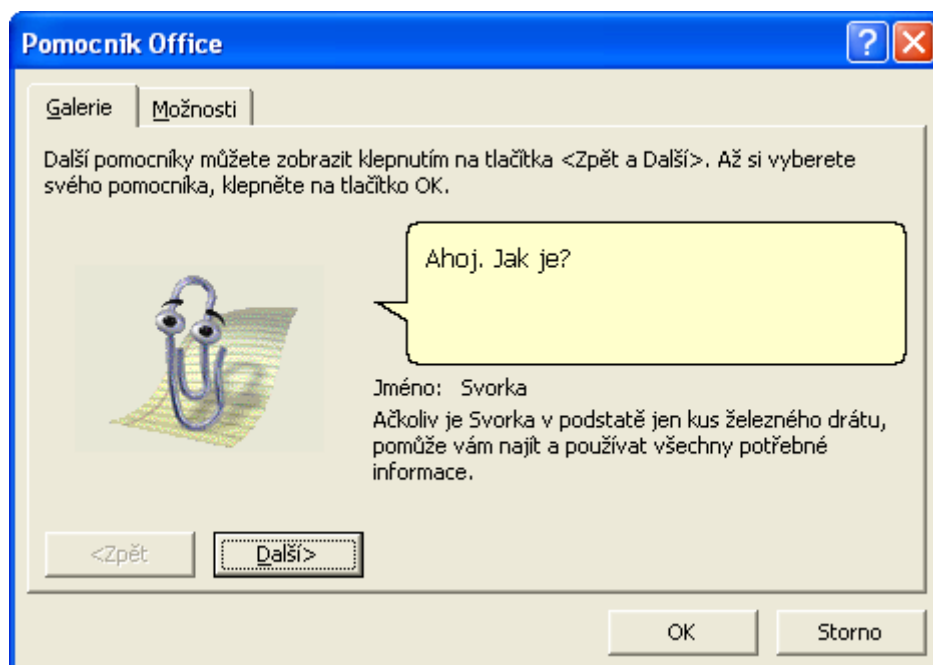 Pomocník Office
Galerie
Možnosti
Další pomocníky můžete zobrazit klepnutím na tlačítka <Zpět a Další>. Až si vyberete
svého pomocníka, klepněte na tlačítko OK.
Ahoj. Jak je?
Jméno: Svorka
Ačkoliv je Svorka v podstatě jen kus železného drátu,
pomůže vám najít a používat všechny potřebné
informace.
<Zpět
Další>
OK
Storno